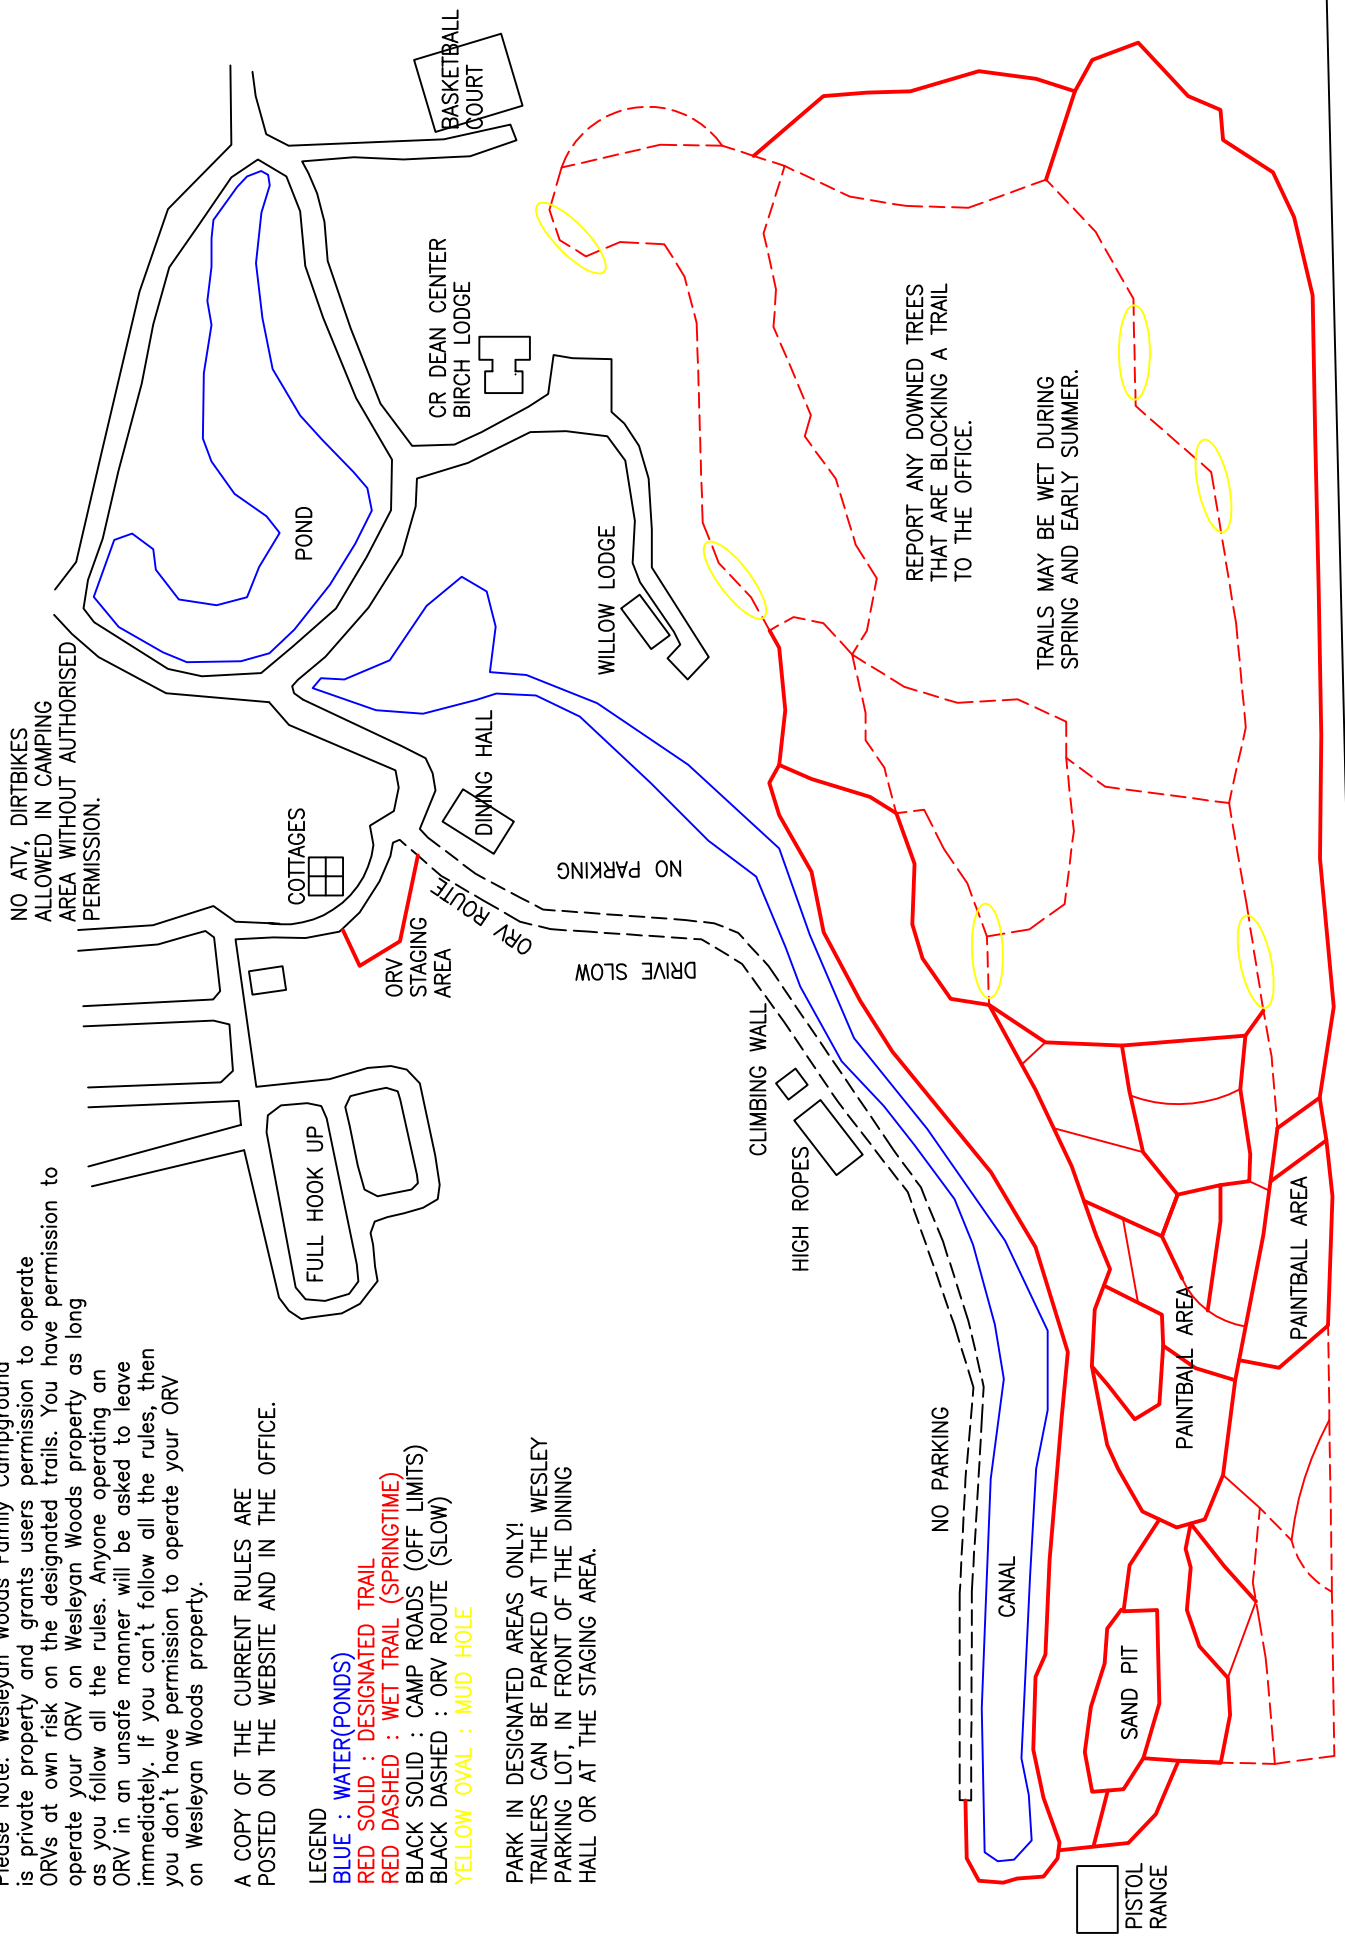 Please Note: Wesleyan Woods Family Campground
is private property and grants users permission to operate
ORVs at own risk on the designated trails. You have permission to
operate your ORV on Wesleyan Woods property as long
as you follow all the rules. Anyone operating an
ORV in an unsafe manner will be asked to leave
immediately. If you can't follow all the rules, then
you don't have permission to operate your ORV
on Wesleyan Woods property.
A COPY OF THE CURRENT RULES ARE
POSTED ON THE WEBSITE AND IN THE OFFICE.
LEGEND
BLUE : WATER(PONDS)
RED SOLID : DESIGNATED TRAIL
RED DASHED : WET TRAIL (SPRINGTIME)
BLACK SOLID : CAMP ROADS (OFF LIMITS)
BLACK DASHED : ORV ROUTE (SLOW)
YELLOW OVAL : MUD HOLE
PARK IN DESIGNATED AREAS ONLY!
TRAILERS CAN BE PARKED AT THE WESLEY
PARKING LOT, IN FRONT OF THE DINING
HALL OR AT THE STAGING AREA.
NO ATV, DIRTBIKES
ALLOWED IN CAMPING
AREA WITHOUT AUTHORISED
PERMISSION.
FULL HOOK UP
COTTAGES
ORV
STAGING
AREA
ORV ROUTE
DINING HALL
NO PARKING
DRIVE SLOW
POND
WILLOW LODGE
CR DEAN CENTER
BIRCH LODGE
BASKETBALL
COURT
CLIMBING WALL
HIGH ROPES
NO PARKING
CANAL
REPORT ANY DOWNED TREES
THAT ARE BLOCKING A TRAIL
TO THE OFFICE.
TRAILS MAY BE WET DURING
SPRING AND EARLY SUMMER.
PISTOL
RANGE
SAND PIT
PAINTBALL AREA
PAINTBALL AREA